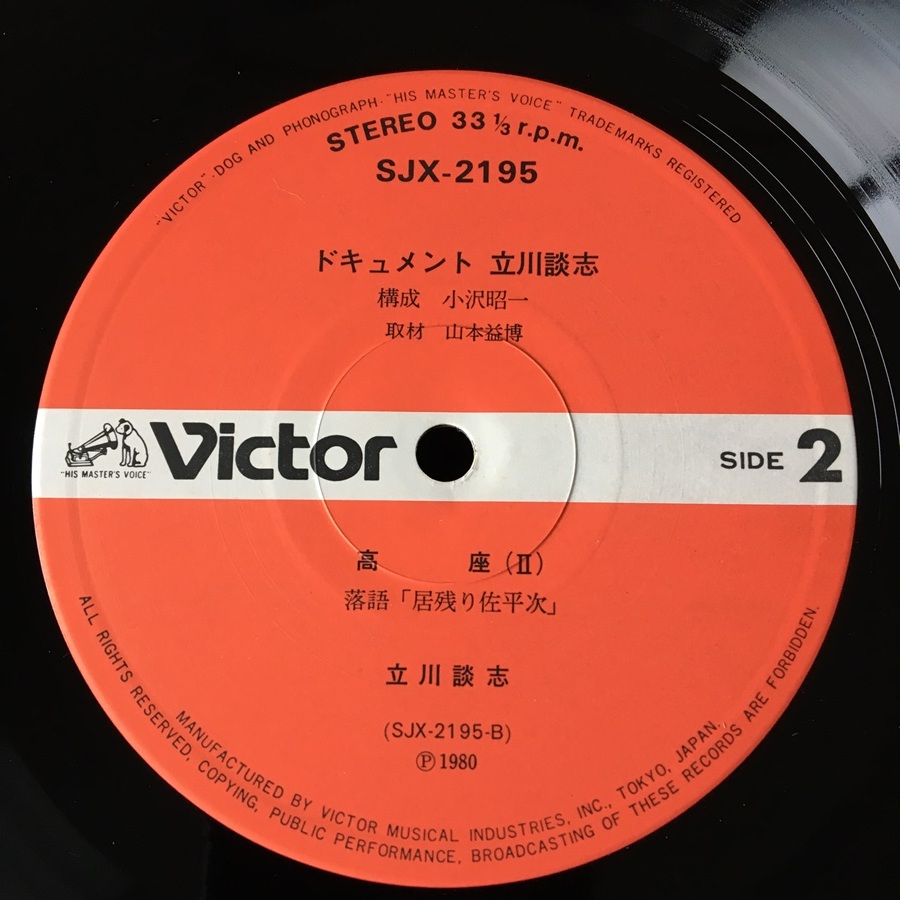 "VICTOR"·DOG AND PHONOGRAPH·"HIS MASTER'S VOICE" TRADEMARKS REGISTERED
STEREO 33 1/3 r.p.m.
SJX-2195
ドキュメント 立川談志
構成 小沢昭一
取材 山本益博
"HIS MASTER'S VOICE"
Victor
SIDE 2
高 座(Ⅱ)
落語「居残り佐平次」
立川談志
(SJX-2195-B)
Ⓟ1980
MANUFACTURED BY VICTOR MUSICAL INDUSTRIES, INC., TOKYO, JAPAN.
ALL RIGHTS RESERVED, COPYING, PUBLIC PERFORMANCE, BROADCASTING OF THESE RECORDS ARE FORBIDDEN.